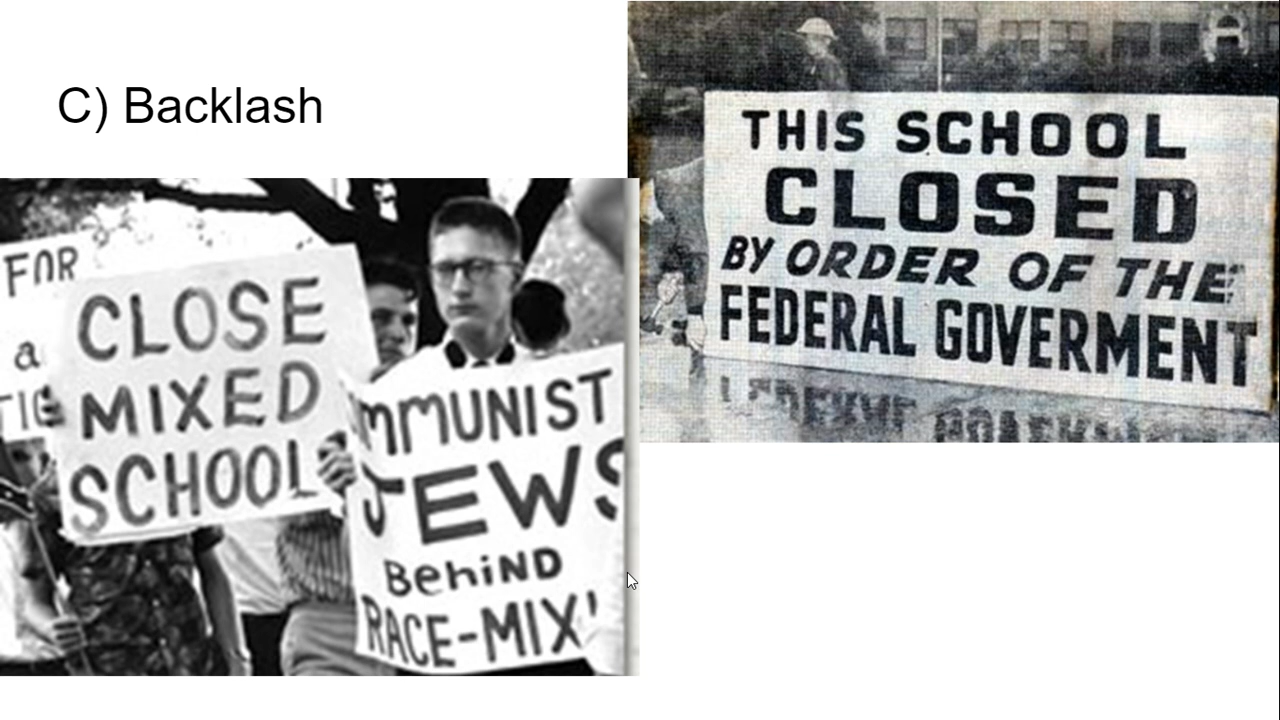 C) Backlash
THIS SCHOOL
CLOSED
BY ORDER OF THE
FEDERAL GOVERMENT
FOR
CLOSE
MIXED
SCHOOL
MMUNIST
JEWS
BEHIND
RACE-MIX'